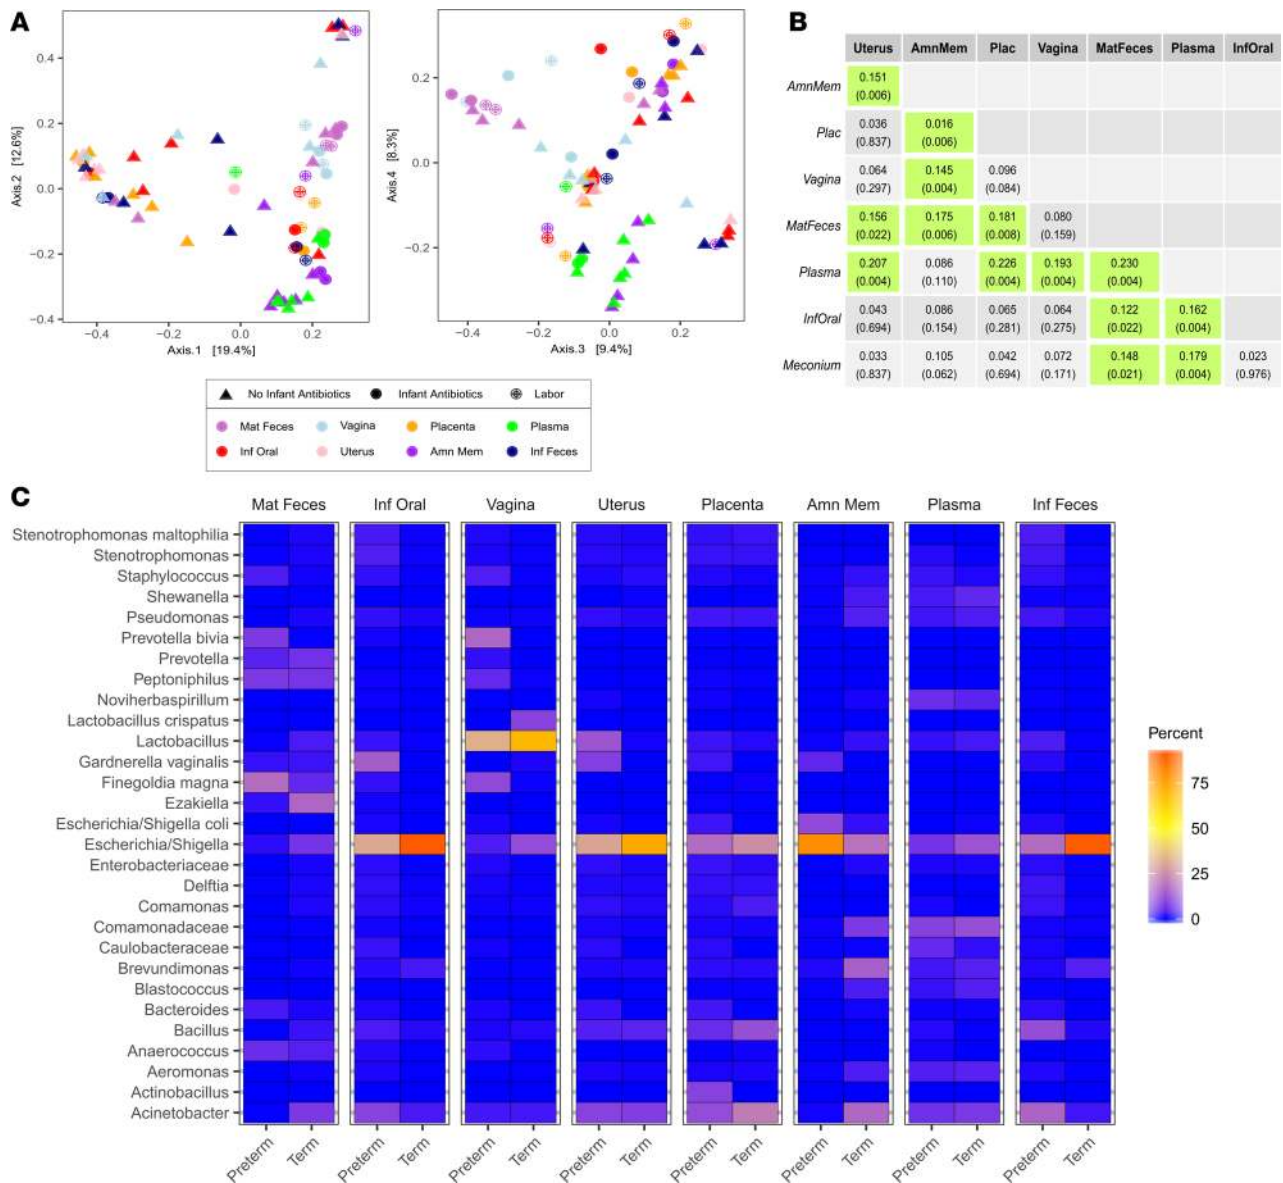 A
B
0.4
0.2
0.0
−0.2
−0.4
Axis.2 [12.6%]
−0.4
−0.2
0.0
0.2
Axis.1 [19.4%]
0.2
0.0
−0.2
Axis.4 [8.3%]
−0.4
−0.2
0.0
0.2
Axis.3 [9.4%]
No Infant Antibiotics Infant Antibiotics Labor
Mat Feces Vagina Placenta Plasma
Inf Oral Uterus Amn Mem Inf Feces
Uterus AmnMem Plac Vagina MatFeces Plasma InfOral
AmnMem 0.151
(0.006)
Plac 0.036 0.016
(0.837) (0.006)
Vagina 0.064 0.145 0.096
(0.297) (0.004) (0.084)
MatFeces 0.156 0.175 0.181 0.080
(0.022) (0.006) (0.008) (0.159)
Plasma 0.207 0.086 0.226 0.193 0.230
(0.004) (0.110) (0.004) (0.004) (0.004)
InfOral 0.043 0.086 0.065 0.064 0.122 0.162
(0.694) (0.154) (0.281) (0.275) (0.022) (0.004)
Meconium 0.033 0.105 0.042 0.072 0.148 0.179 0.023
(0.837) (0.062) (0.694) (0.171) (0.021) (0.004) (0.976)
C
Mat Feces Inf Oral Vagina Uterus Placenta Amn Mem Plasma Inf Feces
Stenotrophomonas maltophilia
Stenotrophomonas
Staphylococcus
Shewanella
Pseudomonas
Prevotella bivia
Prevotella
Peptoniphilus
Noviherbaspirillum
Lactobacillus crispatus
Lactobacillus
Gardnerella vaginalis
Finegoldia magna
Ezakiella
Escherichia/Shigella coli
Escherichia/Shigella
Enterobacteriaceae
Delftia
Comamonas
Comamonadaceae
Caulobacteraceae
Brevundimonas
Blastococcus
Bacteroides
Bacillus
Anaerococcus
Aeromonas
Actinobacillus
Acinetobacter
Preterm Term Preterm Term Preterm Term Preterm Term Preterm Term Preterm Term Preterm Term Preterm Term
Percent
75
50
25
0